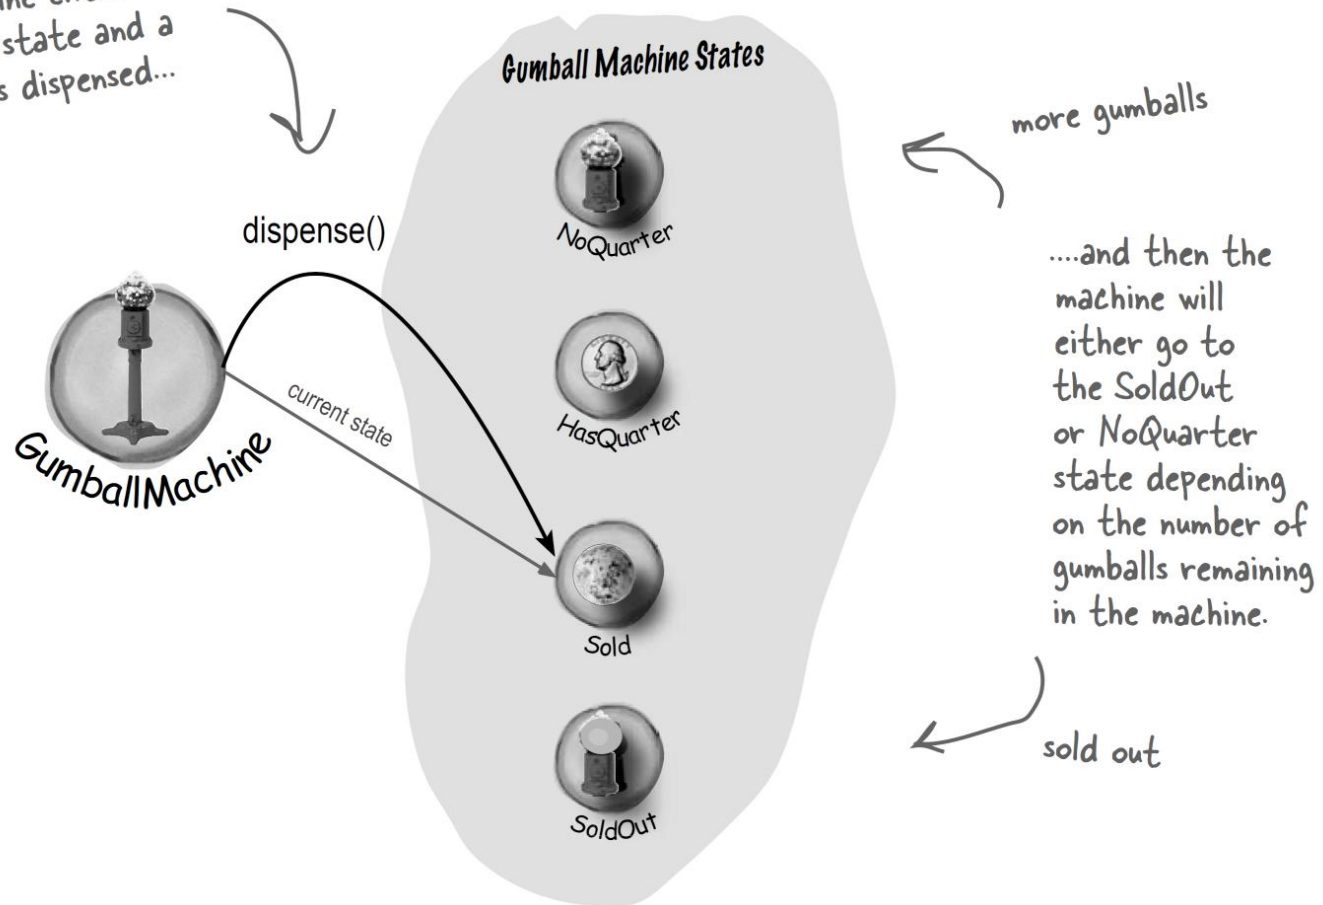 state and a
s dispensed...
Gumball Machine States
more gumballs
NoQuarter
dispense()
....and then the
machine will
either go to
the SoldOut
or NoQuarter
state depending
on the number of
gumballs remaining
in the machine.
current state
HasQuarter
GumballMachine
Sold
sold out
SoldOut